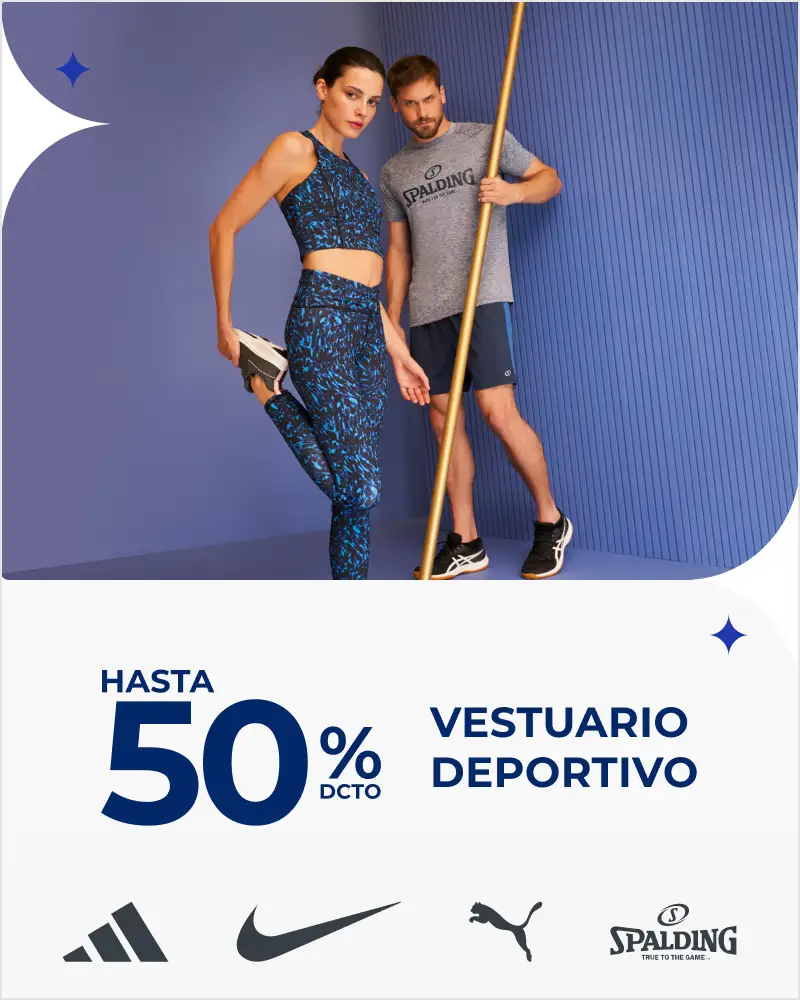 SPALDING
HASTA
50%
DCTO
VESTUARIO
DEPORTIVO
SPALDING
TRUE TO THE GAME